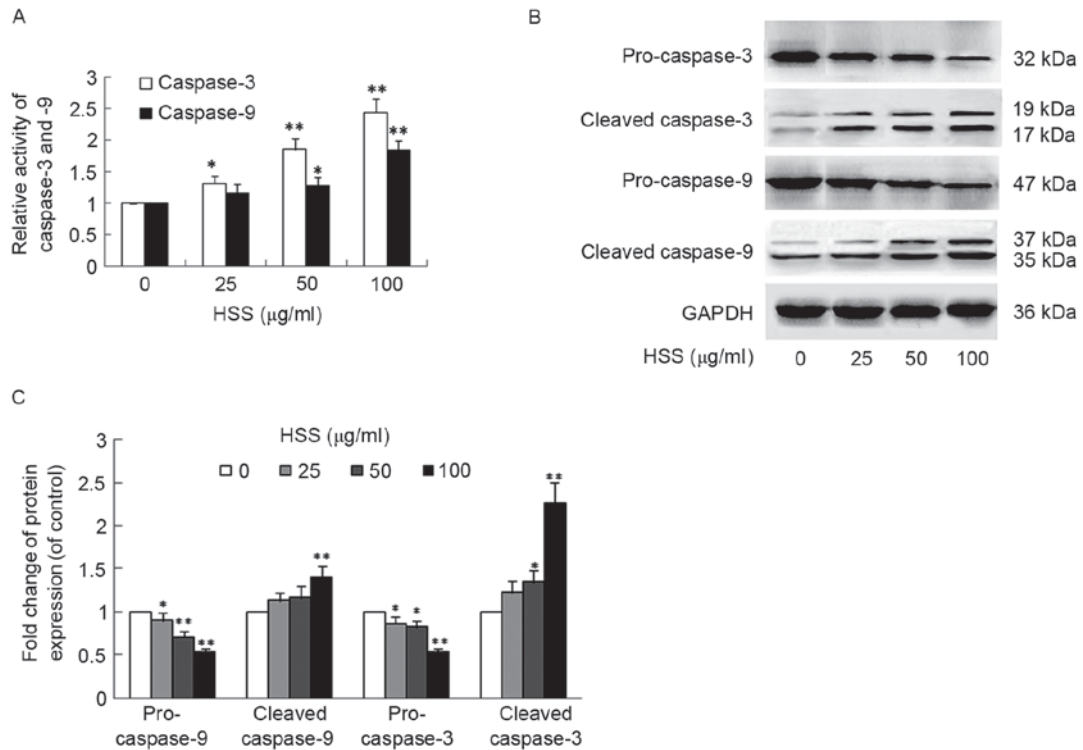 A
Relative activity of
caspase-3 and -9
3
2.5
2
1.5
1
0.5
0
Caspase-3
Caspase-9
*
**
*
**
**
0 25 50 100
HSS (μg/ml)
B
Pro-caspase-3 32 kDa
Cleaved caspase-3 19 kDa
17 kDa
Pro-caspase-9 47 kDa
Cleaved caspase-9 37 kDa
35 kDa
GAPDH 36 kDa
HSS (μg/ml) 0 25 50 100
C
Fold change of protein
expression (of control)
3
2.5
2
1.5
1
0.5
0
HSS (μg/ml)
0 25 50 100
*
**
**
**
*
*
**
*
**
Pro-
caspase-9
Cleaved
caspase-9
Pro-
caspase-3
Cleaved
caspase-3